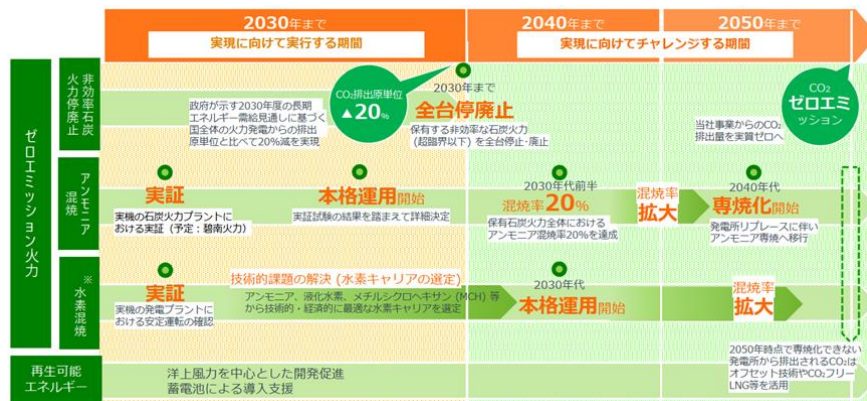 2030年まで
実現に向けて実行する期間
2040年まで
2050年まで
実現に向けてチャレンジする期間
ゼロエミッション火力
非効率石炭
火力停廃止
政府が示す2030年度の長期
エネルギー需給見通しに基づく
国全体の火力発電からの排出
原単位と比べて20%減を実現
CO₂排出原単位
▲20%
2030年まで
全台停廃止
保有する非効率な石炭火力
(超臨界以下) を全台停止・廃止
当社事業からのCO₂
排出量を実質ゼロへ
CO₂
ゼロエミ
ッション
アンモニア
混焼
実証
実機の石炭火力プラントに
おける実証 (予定：碧南火力)
本格運用開始
実証試験の結果を踏まえて詳細決定
2030年代前半
混焼率20%
保有石炭火力全体における
アンモニア混焼率20%を達成
混焼率
拡大
2040年代
専焼化開始
発電所リプレースに伴い
アンモニア専焼へ移行
※
水素混焼
実証
実機の発電プラントに
おける安定運転の確認
技術的課題の解決 (水素キャリアの選定)
アンモニア、液化水素、メチルシクロヘキサン (MCH) 等
から技術的・経済的に最適な水素キャリアを選定
2030年代
本格運用開始
混焼率
拡大
2050年時点で専焼化できない
発電所から排出されるCO₂は
オフセット技術やCO₂フリー
LNG等を活用
再生可能
エネルギー
洋上風力を中心とした開発促進
蓄電池による導入支援